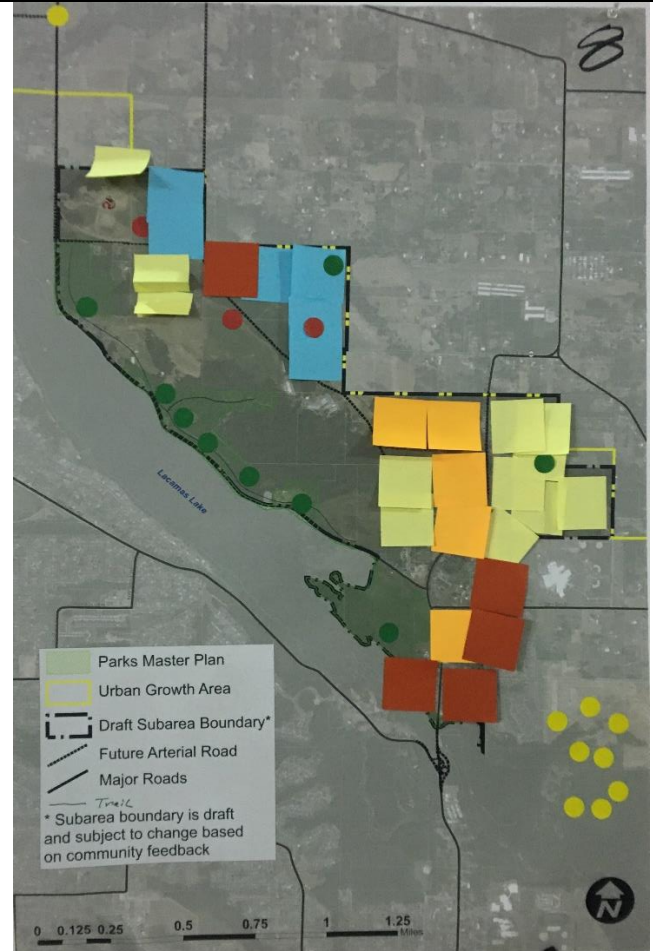 8
Lacamas Lake
Parks Master Plan
Urban Growth Area
Draft Subarea Boundary*
Future Arterial Road
Major Roads
Trail
* Subarea boundary is draft
and subject to change based
on community feedback
N
0 0.125 0.25 0.5 0.75 1 1.25
Miles